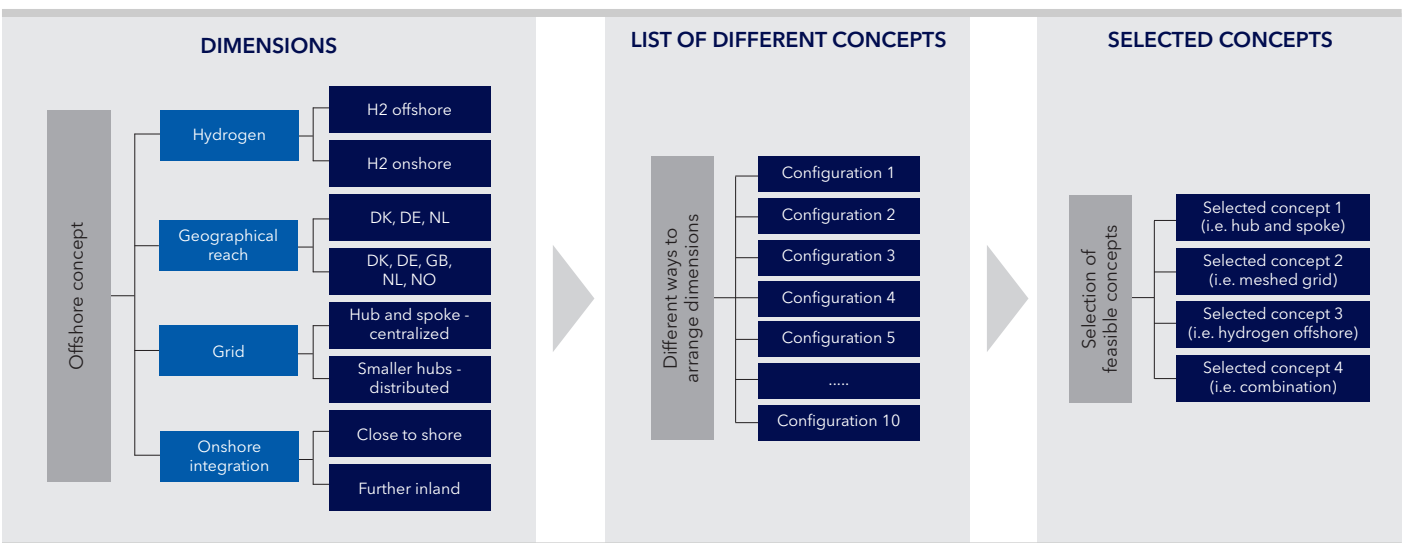 DIMENSIONS
Offshore concept
Hydrogen
H2 offshore
H2 onshore
Geographical
reach
DK, DE, NL
DK, DE, GB,
NL, NO
Grid
Hub and spoke -
centralized
Smaller hubs -
distributed
Onshore
integration
Close to shore
Further inland
LIST OF DIFFERENT CONCEPTS
Different ways to
arrange dimensions
Configuration 1
Configuration 2
Configuration 3
Configuration 4
Configuration 5
.....
Configuration 10
SELECTED CONCEPTS
Selection of
feasible concepts
Selected concept 1
(i.e. hub and spoke)
Selected concept 2
(i.e. meshed grid)
Selected concept 3
(i.e. hydrogen offshore)
Selected concept 4
(i.e. combination)